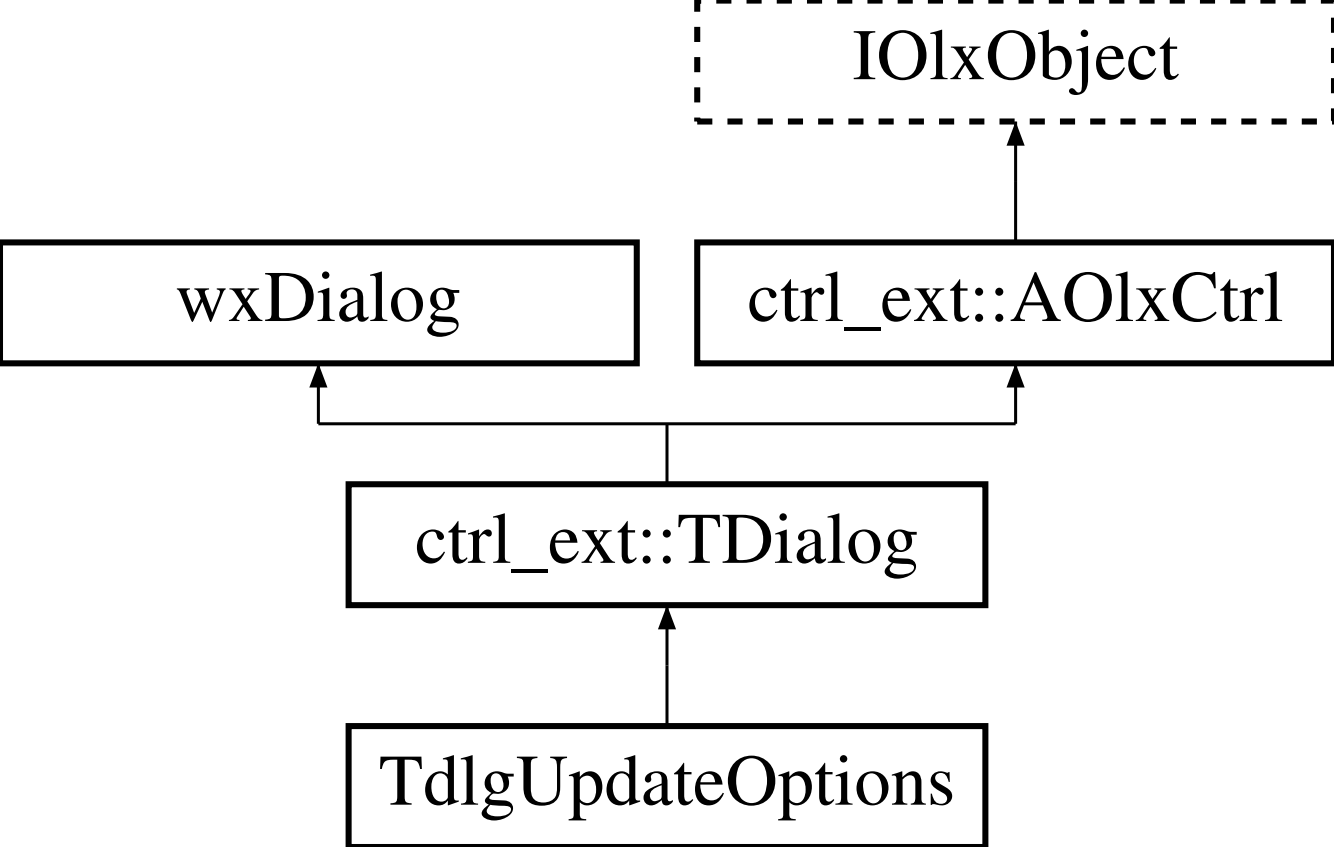 IOlxObject
wxDialog
ctrl_ext::AOlxCtrl
ctrl_ext::TDialog
TdlgUpdateOptions